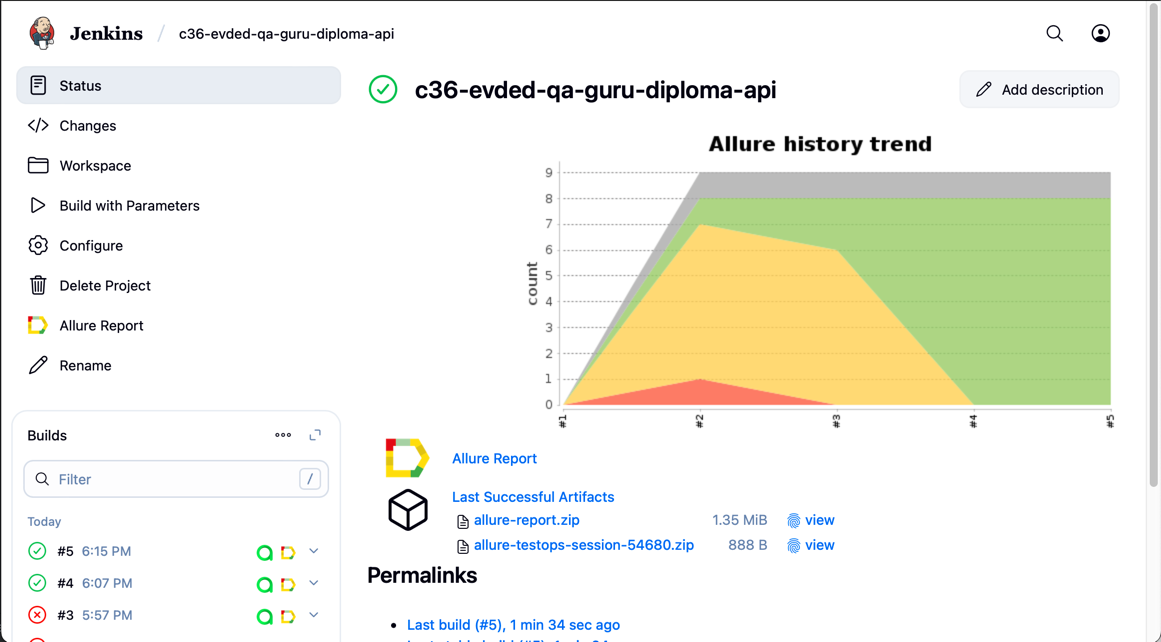 Jenkins / c36-evded-qa-guru-diploma-api
Status
Changes
Workspace
Build with Parameters
Configure
Delete Project
Allure Report
Rename
Builds
Filter /
Today
#5 6:15 PM
#4 6:07 PM
#3 5:57 PM
c36-evded-qa-guru-diploma-api
Add description
Allure history trend
count
9
8
7
6
5
4
3
2
1
0
#1 #2 #3 #4 #5
Allure Report
Last Successful Artifacts
allure-report.zip 1.35 MiB view
allure-testops-session-54680.zip 888 B view
Permalinks
Last build (#5), 1 min 34 sec ago